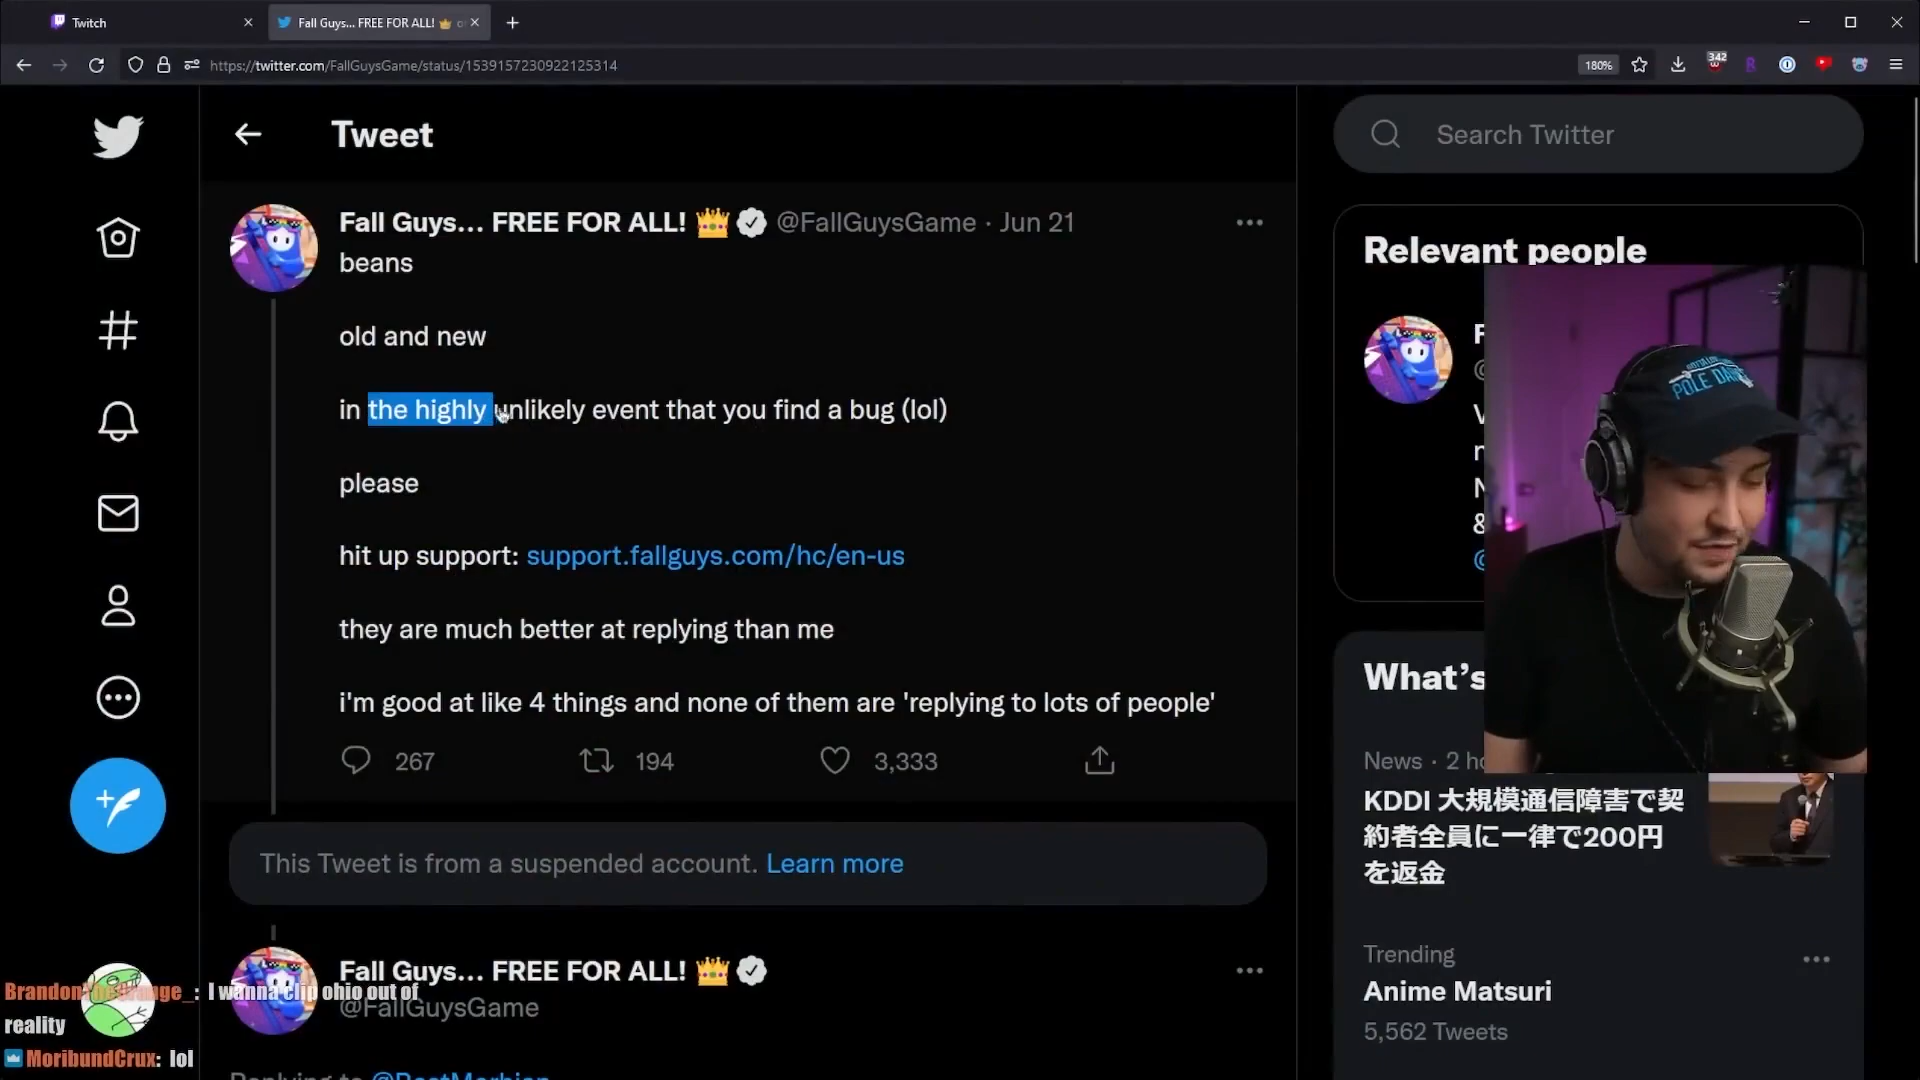 Twitch
Fall Guys... FREE FOR ALL! 👑
https://twitter.com/FallGuysGame/status/1539157230922125314
180%
342
Tweet
Search Twitter
Fall Guys... FREE FOR ALL! 👑 @FallGuysGame · Jun 21
beans
old and new
in the highly unlikely event that you find a bug (lol)
please
hit up support: support.fallguys.com/hc/en-us
they are much better at replying than me
i'm good at like 4 things and none of them are 'replying to lots of people'
267
194
3,333
This Tweet is from a suspended account. Learn more
Fall Guys... FREE FOR ALL! 👑
@FallGuysGame
Replying to
Relevant people
POLE
What's
News · 2
KDDI 大規模通信障害で契
約者全員に一律で200円
を返金
Trending
Anime Matsuri
5,562 Tweets
I wanna clip ohio out of
reality
MoribundCrux: lol